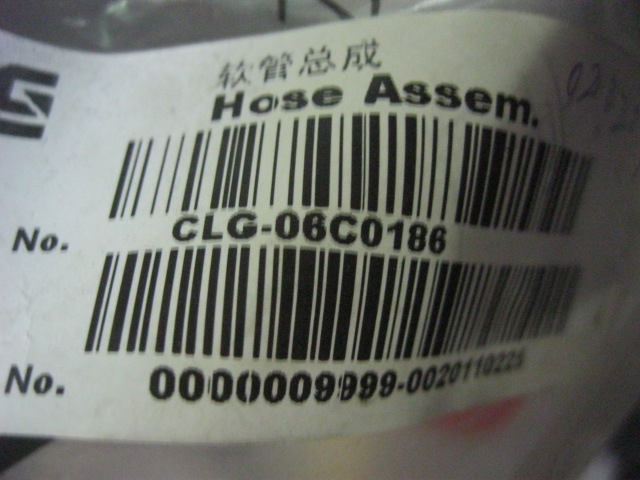 软管总成
Hose Assem.
No. CLG-06C0186
No. 0000009999-0020110225